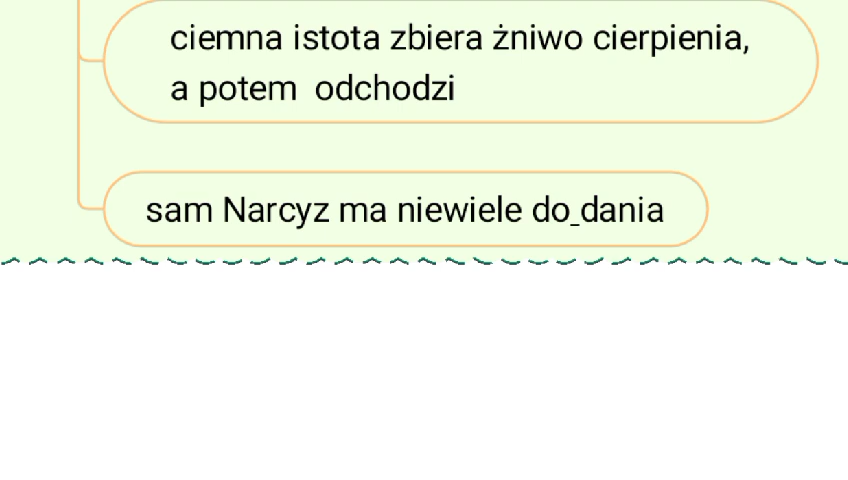 ciemna istota zbiera żniwo cierpienia,
a potem  odchodzi
sam Narcyz ma niewiele do_dania